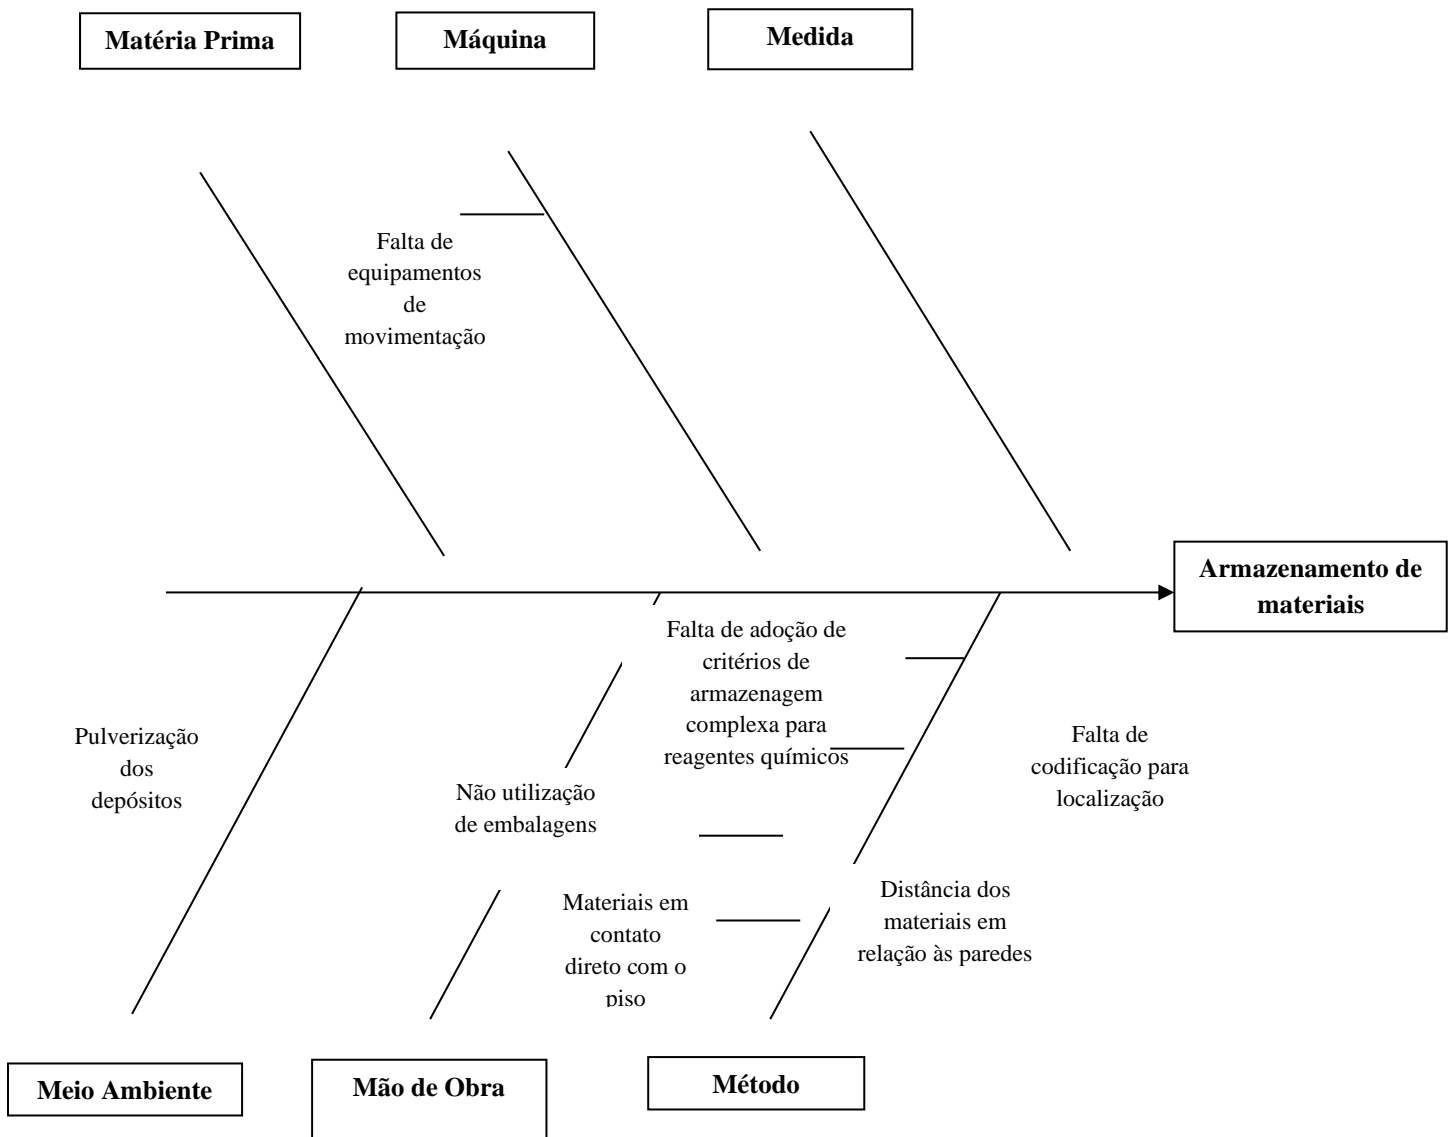 Matéria Prima
Máquina
Medida
Falta de
equipamentos
de
movimentação
Armazenamento de
materiais
Falta de adoção de
critérios de
armazenagem
complexa para
reagentes químicos
Pulverização
dos
depósitos
Falta de
codificação para
localização
Não utilização
de embalagens
Materiais em
contato
direto com o
piso
Distância dos
materiais em
relação às paredes
Meio Ambiente
Mão de Obra
Método